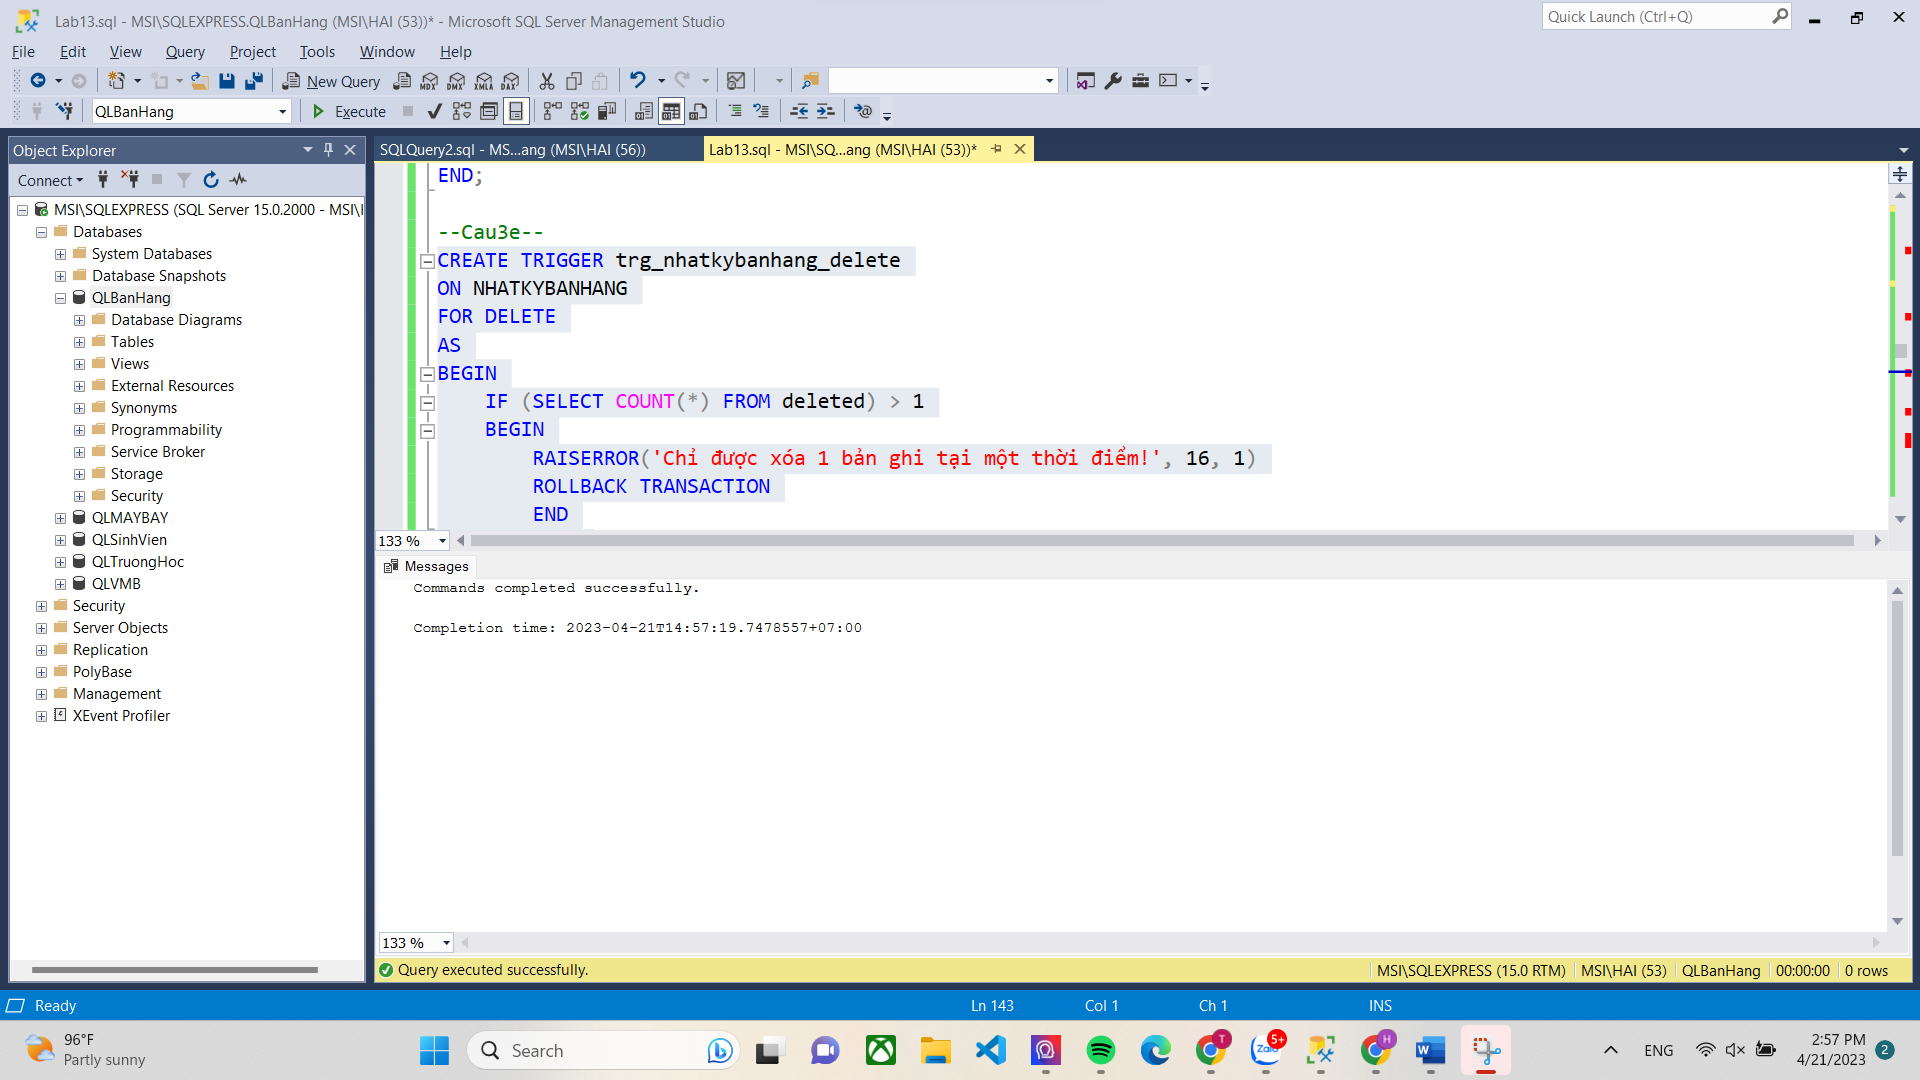 Lab13.sql - MSI\SQLEXPRESS.QLBanHang (MSI\HAI (53))* - Microsoft SQL Server Management Studio
Quick Launch (Ctrl+Q)
File Edit View Query Project Tools Window Help
New Query MDX DMX XMLA DAX
QLBanHang Execute
Object Explorer
Connect
MSI\SQLEXPRESS (SQL Server 15.0.2000 - MSI\
Databases
System Databases
Database Snapshots
QLBanHang
Database Diagrams
Tables
Views
External Resources
Synonyms
Programmability
Service Broker
Storage
Security
QLMAYBAY
QLSinhVien
QLTruongHoc
QLVMB
Security
Server Objects
Replication
PolyBase
Management
XEvent Profiler
SQLQuery2.sql - MS...ang (MSI\HAI (56))
Lab13.sql - MSI\SQ...ang (MSI\HAI (53))*
END;
--Cau3e--
CREATE TRIGGER trg_nhatkybanhang_delete
ON NHATKYBANHANG
FOR DELETE
AS
BEGIN
IF (SELECT COUNT(*) FROM deleted) > 1
BEGIN
RAISERROR('Chỉ được xóa 1 bản ghi tại một thời điểm!', 16, 1)
ROLLBACK TRANSACTION
END
133 %
Messages
Commands completed successfully.
Completion time: 2023-04-21T14:57:19.7478557+07:00
133 %
Query executed successfully.
MSI\SQLEXPRESS (15.0 RTM) MSI\HAI (53) QLBanHang 00:00:00 0 rows
Ready Ln 143 Col 1 Ch 1 INS
96°F
Partly sunny
Search
T
5+
Zalo
H
ENG
2:57 PM
4/21/2023
2